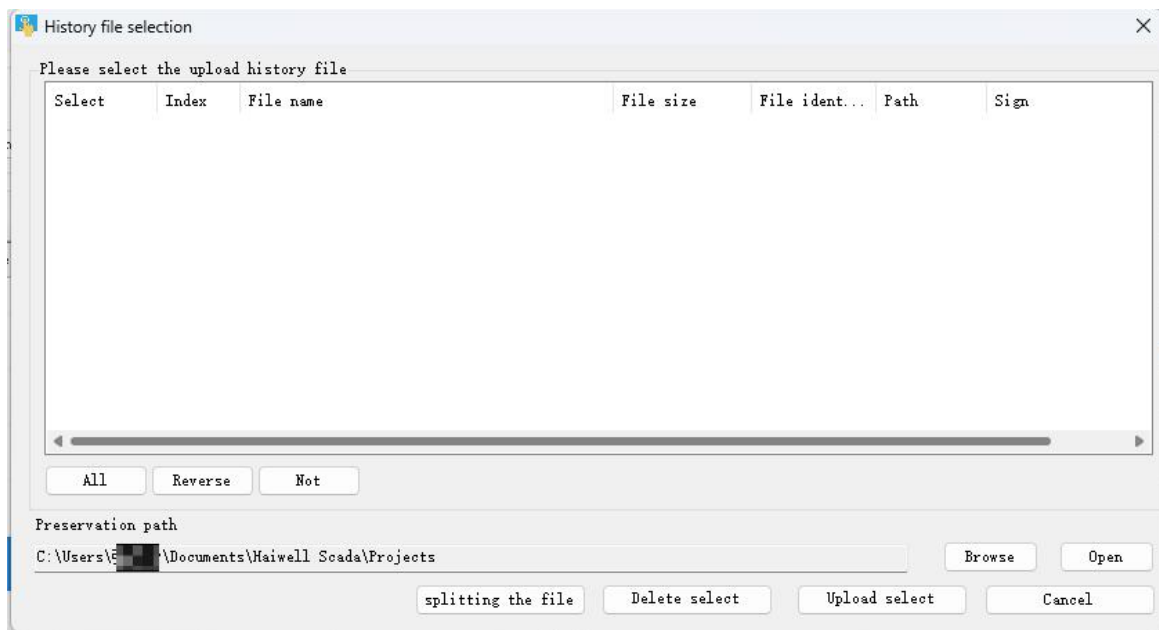 History file selection
Please select the upload history file
Select Index File name File size File ident... Path Sign
All Reverse Not
Preservation path
C:\Users\ \Documents\Haiwell Scada\Projects Browse Open
splitting the file Delete select Upload select Cancel